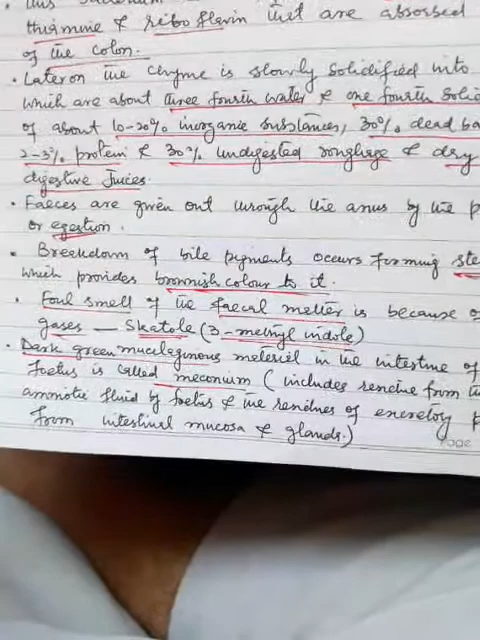 thiamine & riboflavin that are absorbed
of the colon.
• Later on the chyme is slowly solidified into
which are about three fourth water & one fourth solid
of about 10-20% inorganic substances, 30% dead ba
2-3% protein & 30% undigested roughage & dry
digestive juices.
• Faeces are given out through the anus by the p
or egestion.
• Breakdown of bile pigments occurs forming ste
which provides brownish colour to it.
• Foul smell of the faecal matter is because of
gases — Skatole (3-methyl indole)
• Dark green mucilaginous material in the intestine of
foetus is called meconium (includes residue from th
amniotic fluid by foetus & the residues of excretory p
from intestinal mucosa & glands.)
Page